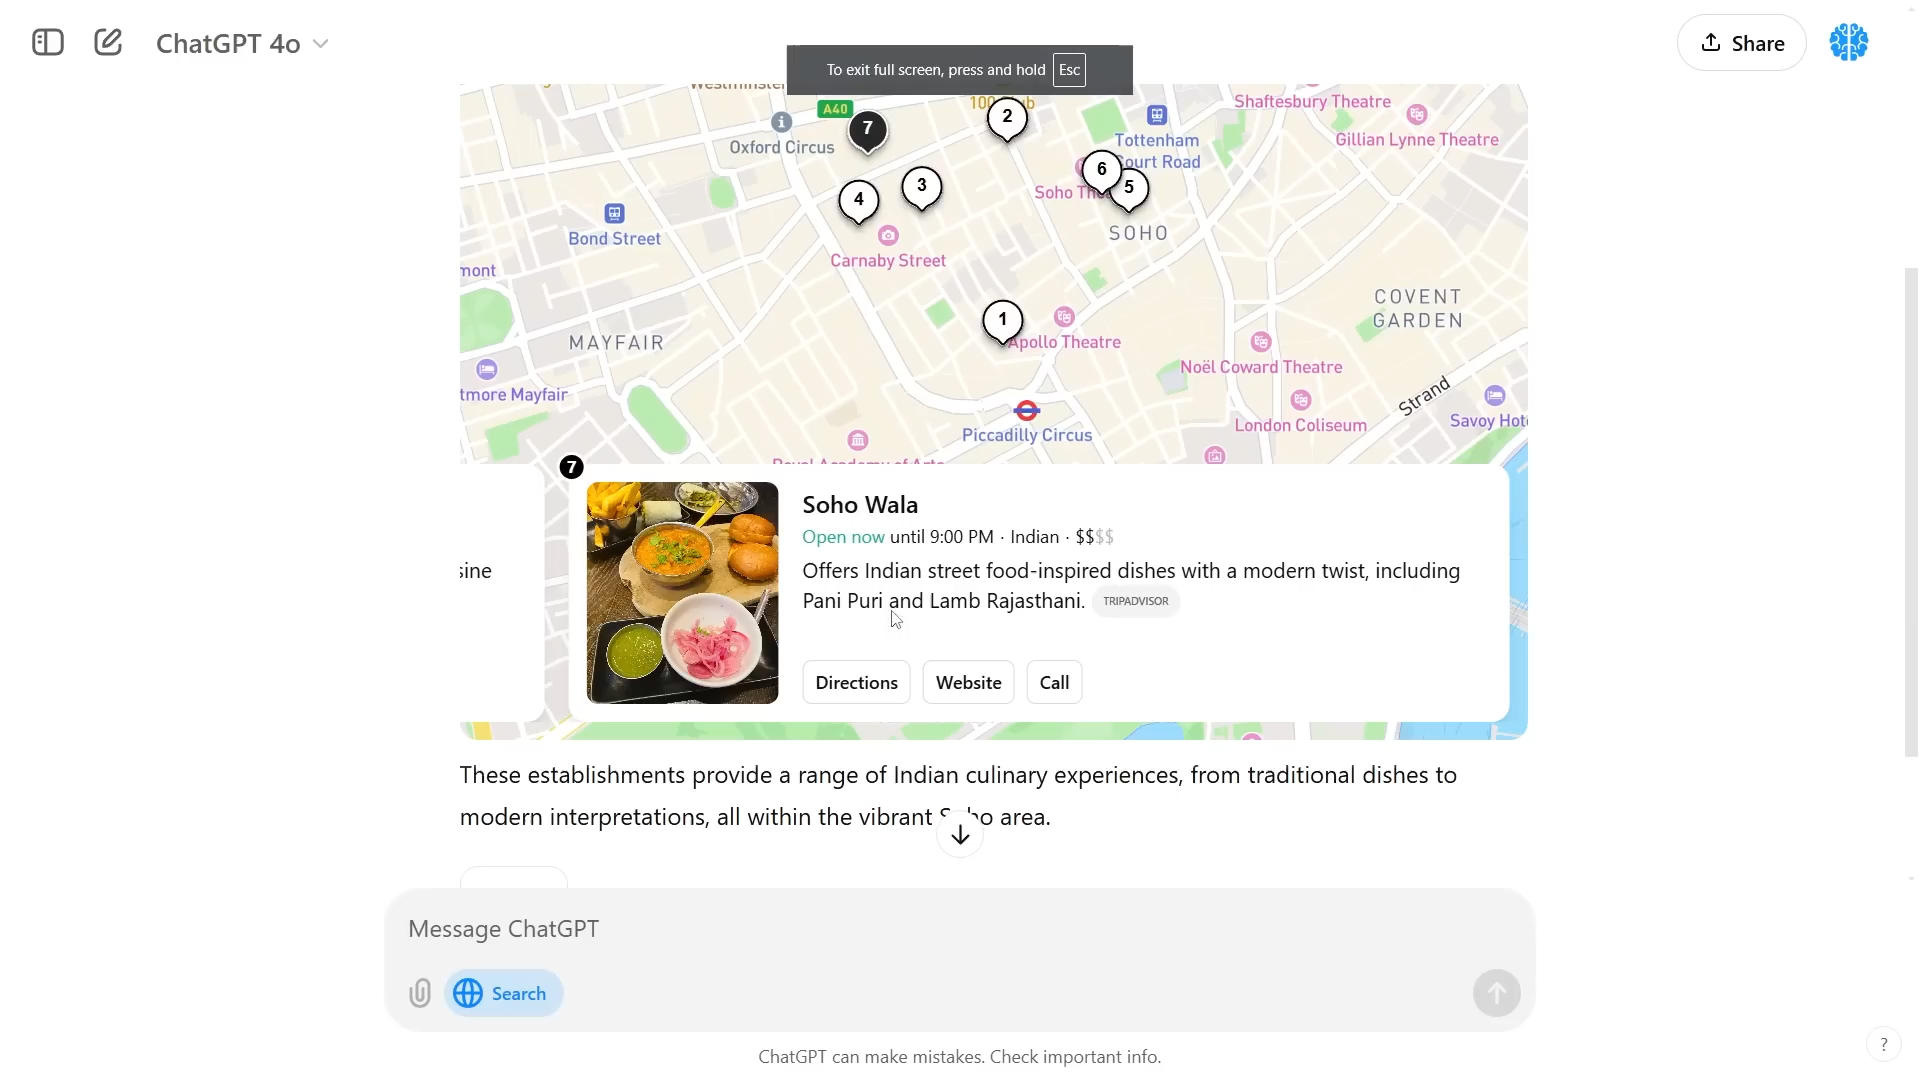 ChatGPT 4o
Share
To exit full screen, press and hold Esc
A40
7
2
Oxford Circus
Shaftesbury Theatre
Gillian Lynne Theatre
Tottenham
Court Road
3
4
6
5
Bond Street
SOHO
Carnaby Street
COVENT
GARDEN
1
MAYFAIR
Apollo Theatre
Noël Coward Theatre
Strand
London Coliseum
Piccadilly Circus
7
Soho Wala
Open now until 9:00 PM · Indian · $$$$
Offers Indian street food-inspired dishes with a modern twist, including
Pani Puri and Lamb Rajasthani. TRIPADVISOR
sine
Directions
Website
Call
These establishments provide a range of Indian culinary experiences, from traditional dishes to
modern interpretations, all within the vibrant Soho area.
Message ChatGPT
Search
ChatGPT can make mistakes. Check important info.
?